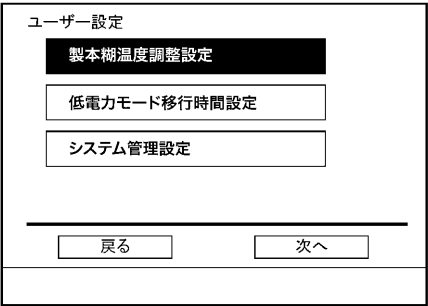 ユーザー設定
製本糊温度調整設定
低電力モード移行時間設定
システム管理設定
戻る
次へ